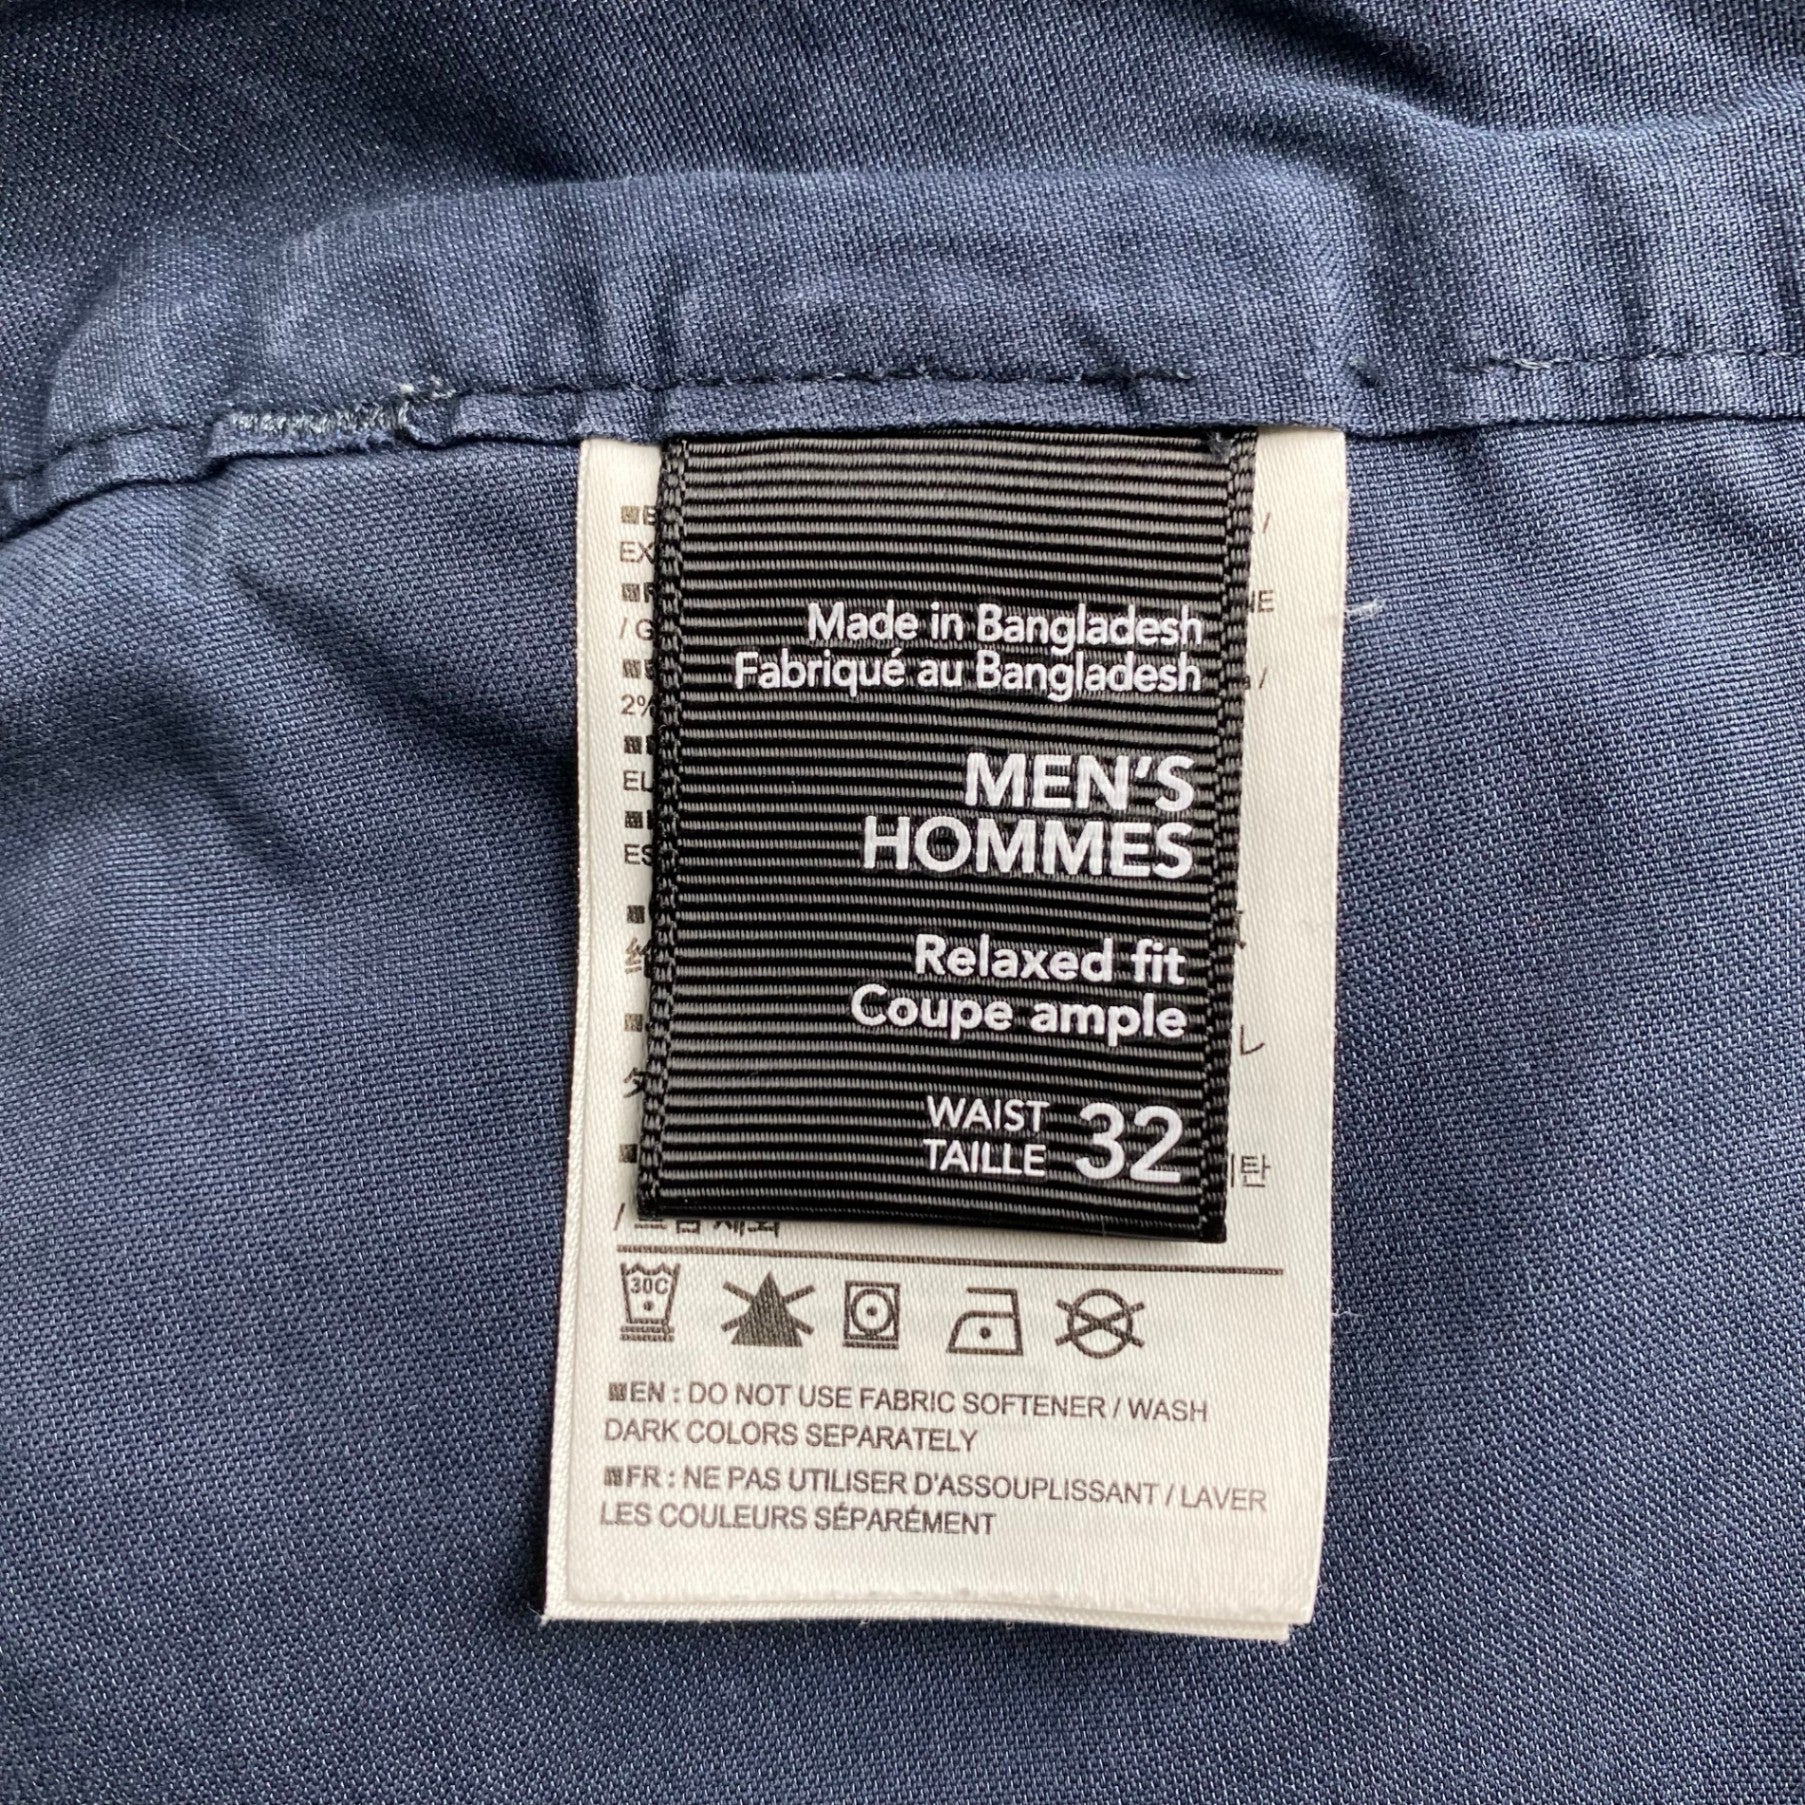 Made in Bangladesh
Fabriqué au Bangladesh
MEN'S
HOMMES
Relaxed fit
Coupe ample
WAIST 32
TAILLE
30C
EN : DO NOT USE FABRIC SOFTENER / WASH
DARK COLORS SEPARATELY
FR : NE PAS UTILISER D'ASSOUPLISSANT / LAVER
LES COULEURS SÉPARÉMENT